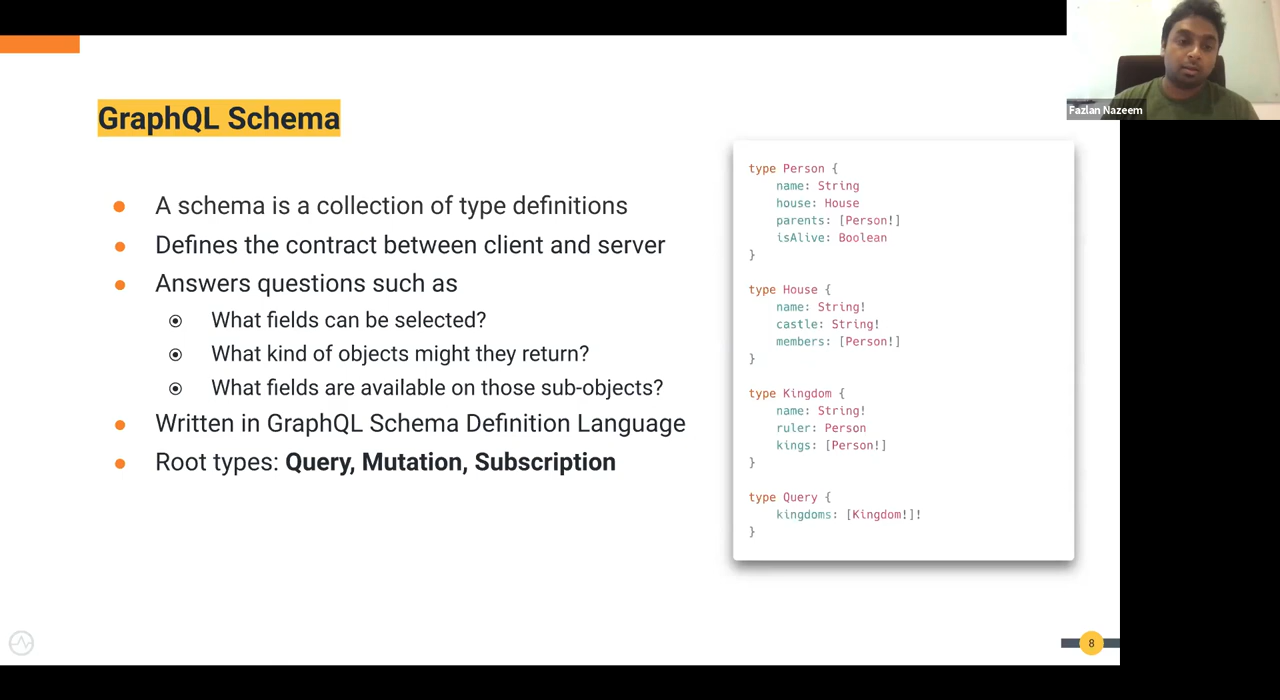 GraphQL Schema
A schema is a collection of type definitions
Defines the contract between client and server
Answers questions such as
What fields can be selected?
What kind of objects might they return?
What fields are available on those sub-objects?
Written in GraphQL Schema Definition Language
Root types: Query, Mutation, Subscription
type Person {
name: String
house: House
parents: [Person!]
isAlive: Boolean
}
type House {
name: String!
castle: String!
members: [Person!]
}
type Kingdom {
name: String!
ruler: Person
kings: [Person!]
}
type Query {
kingdoms: [Kingdom!]!
}
Fazlan Nazeem
8